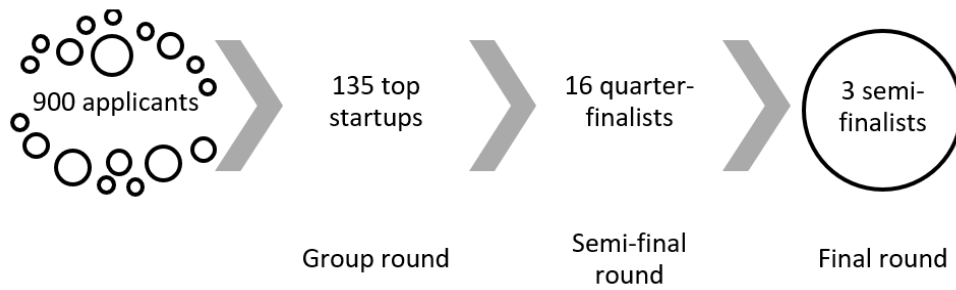 900 applicants
135 top
startups
16 quarter-
finalists
3 semi-
finalists
Group round
Semi-final
round
Final round